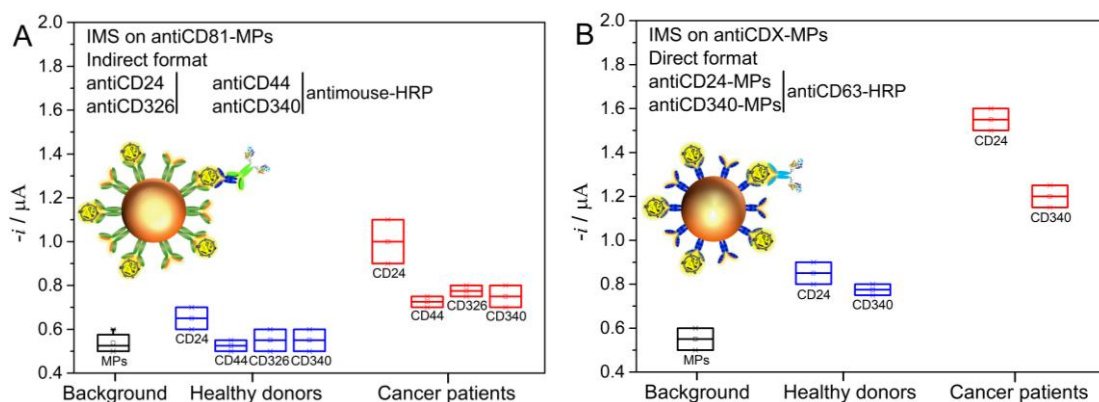 A
IMS on antiCD81-MPs
Indirect format
antiCD24 antiCD44
antiCD326 antiCD340 antimouse-HRP
-i / µA
2.0
1.8
1.6
1.4
1.2
1.0
0.8
0.6
0.4
MPs
CD24
CD44
CD326
CD340
CD24
CD44
CD326
CD340
Background Healthy donors Cancer patients
B
IMS on antiCDX-MPs
Direct format
antiCD24-MPs
antiCD340-MPs antiCD63-HRP
-i / µA
2.0
1.8
1.6
1.4
1.2
1.0
0.8
0.6
0.4
MPs
CD24
CD340
CD24
CD340
Background Healthy donors Cancer patients